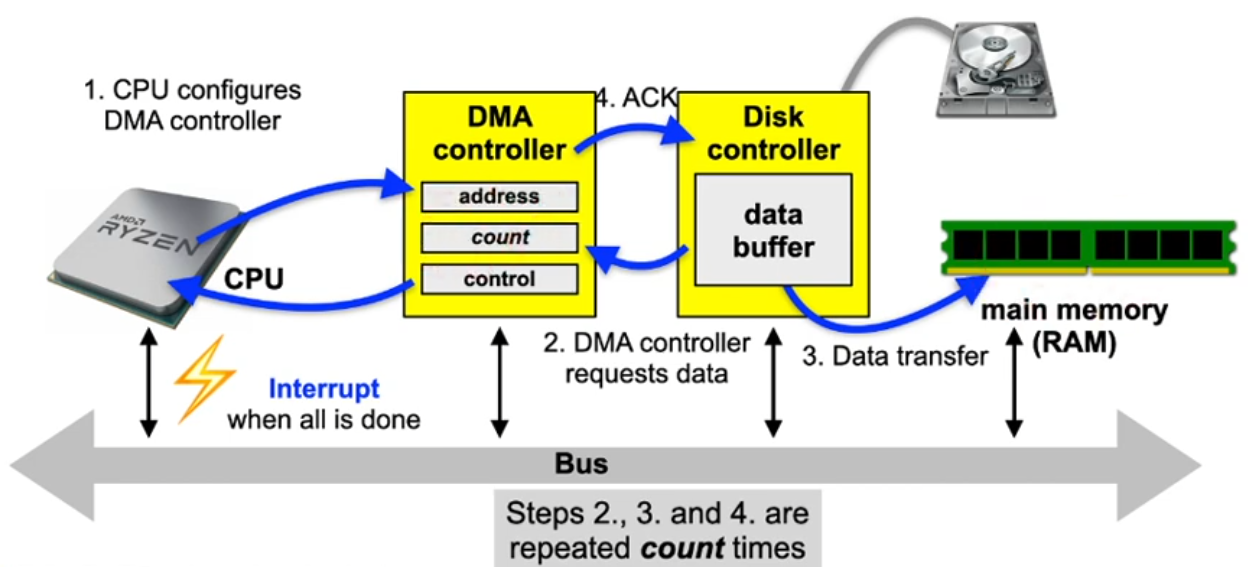 1. CPU configures
DMA controller
AMD
RYZEN
CPU
Interrupt
when all is done
DMA
controller
address
count
control
4. ACK
Disk
controller
data
buffer
2. DMA controller
requests data
3. Data transfer
main memory
(RAM)
Bus
Steps 2., 3. and 4. are
repeated count times